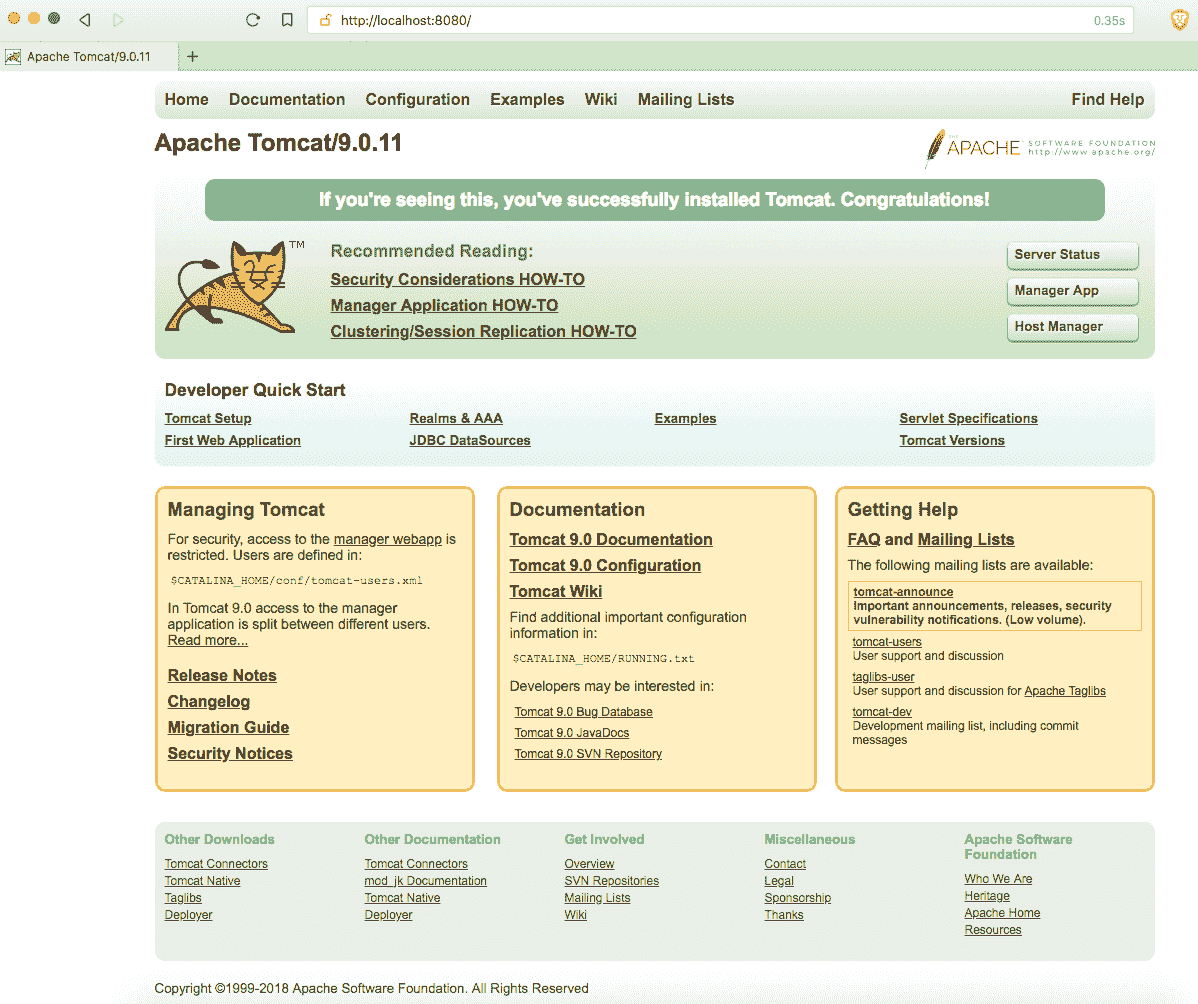 http://localhost:8080/
0.35s
Apache Tomcat/9.0.11
+
Home Documentation Configuration Examples Wiki Mailing Lists Find Help
Apache Tomcat/9.0.11
THE
APACHE SOFTWARE FOUNDATION
http://www.apache.org/
If you're seeing this, you've successfully installed Tomcat. Congratulations!
TM
Recommended Reading:
Security Considerations HOW-TO
Manager Application HOW-TO
Clustering/Session Replication HOW-TO
Server Status
Manager App
Host Manager
Developer Quick Start
Tomcat Setup
First Web Application
Realms & AAA
JDBC DataSources
Examples
Servlet Specifications
Tomcat Versions
Managing Tomcat
For security, access to the manager webapp is
restricted. Users are defined in:
$CATALINA_HOME/conf/tomcat-users.xml
In Tomcat 9.0 access to the manager
application is split between different users.
Read more...
Release Notes
Changelog
Migration Guide
Security Notices
Documentation
Tomcat 9.0 Documentation
Tomcat 9.0 Configuration
Tomcat Wiki
Find additional important configuration
information in:
$CATALINA_HOME/RUNNING.txt
Developers may be interested in:
Tomcat 9.0 Bug Database
Tomcat 9.0 JavaDocs
Tomcat 9.0 SVN Repository
Getting Help
FAQ and Mailing Lists
The following mailing lists are available:
tomcat-announce
Important announcements, releases, security
vulnerability notifications. (Low volume).
tomcat-users
User support and discussion
taglibs-user
User support and discussion for Apache Taglibs
tomcat-dev
Development mailing list, including commit
messages
Other Downloads
Tomcat Connectors
Tomcat Native
Taglibs
Deployer
Other Documentation
Tomcat Connectors
mod_jk Documentation
Tomcat Native
Deployer
Get Involved
Overview
SVN Repositories
Mailing Lists
Wiki
Miscellaneous
Contact
Legal
Sponsorship
Thanks
Apache Software
Foundation
Who We Are
Heritage
Apache Home
Resources
Copyright ©1999-2018 Apache Software Foundation. All Rights Reserved